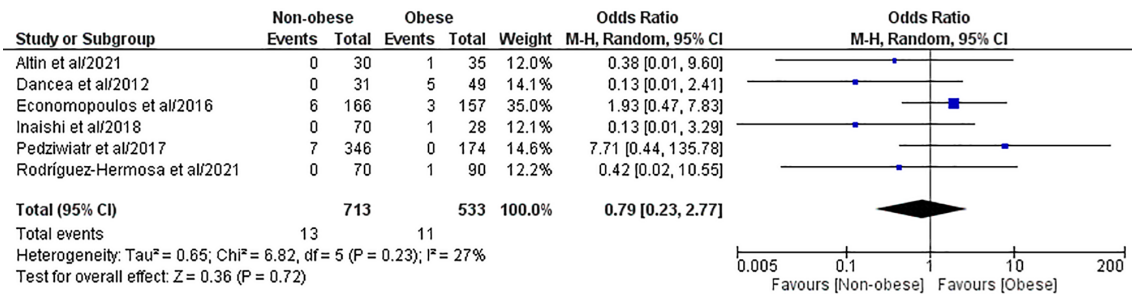 Non-obese Obese Odds Ratio Odds Ratio
Study or Subgroup Events Total Events Total Weight M-H, Random, 95% CI M-H, Random, 95% CI
Altin et al/2021 0 30 1 35 12.0% 0.38 [0.01, 9.60]
Dancea et al/2012 0 31 5 49 14.1% 0.13 [0.01, 2.41]
Economopoulos et al/2016 6 166 3 157 35.0% 1.93 [0.47, 7.83]
Inaishi et al/2018 0 70 1 28 12.1% 0.13 [0.01, 3.29]
Pedziwiatr et al/2017 7 346 0 174 14.6% 7.71 [0.44, 135.78]
Rodríguez-Hermosa et al/2021 0 70 1 90 12.2% 0.42 [0.02, 10.55]
Total (95% CI) 713 533 100.0% 0.79 [0.23, 2.77]
Total events 13 11
Heterogeneity: Tau² = 0.65; Chi² = 6.82, df = 5 (P = 0.23); I² = 27%
Test for overall effect: Z = 0.36 (P = 0.72)
0.005 0.1 1 10 200
Favours [Non-obese] Favours [Obese]